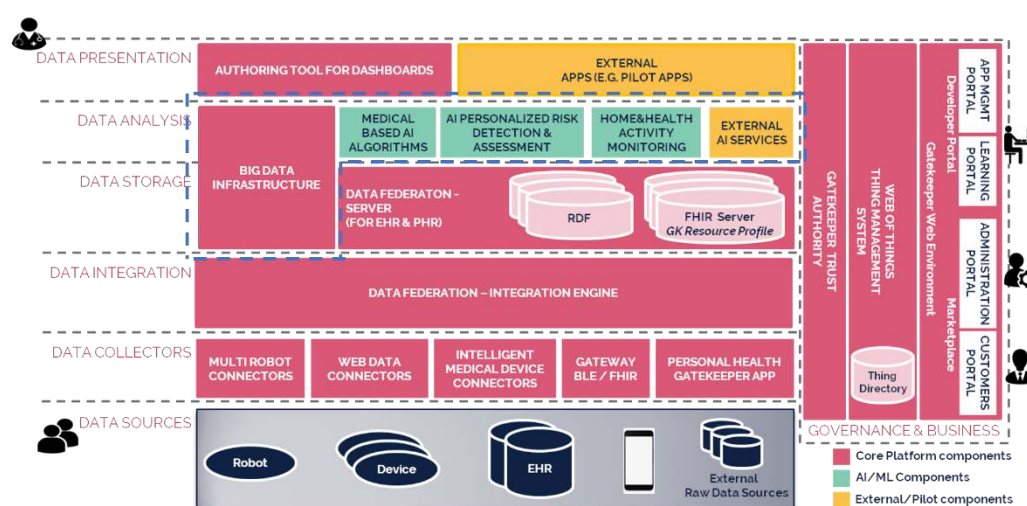 DATA PRESENTATION
AUTHORING TOOL FOR DASHBOARDS
EXTERNAL
APPS (E.G. PILOT APPS)
DATA ANALYSIS
MEDICAL
BASED AI
ALGORITHMS
AI PERSONALIZED RISK
DETECTION &
ASSESSMENT
HOME&HEALTH
ACTIVITY
MONITORING
EXTERNAL
AI SERVICES
BIG DATA
INFRASTRUCTURE
DATA STORAGE
DATA FEDERATON -
SERVER
(FOR EHR & PHR)
RDF
FHIR Server
GK Resource Profile
DATA INTEGRATION
DATA FEDERATION – INTEGRATION ENGINE
DATA COLLECTORS
MULTI ROBOT
CONNECTORS
WEB DATA
CONNECTORS
INTELLIGENT
MEDICAL DEVICE
CONNECTORS
GATEWAY
BLE / FHIR
PERSONAL HEALTH
GATEKEEPER APP
DATA SOURCES
Robot
Device
EHR
External
Raw Data Sources
GATEKEEPER TRUST
AUTHORITY
WEB OF THINGS
THING MANAGEMENT
SYSTEM
Thing
Directory
Gatekeeper Web Environment
Developer Portal
Marketplace
APP MGMT
PORTAL
LEARNING
PORTAL
ADMINISTRATION
PORTAL
CUSTOMERS
PORTAL
GOVERNANCE & BUSINESS
Core Platform components
AI/ML Components
External/Pilot components